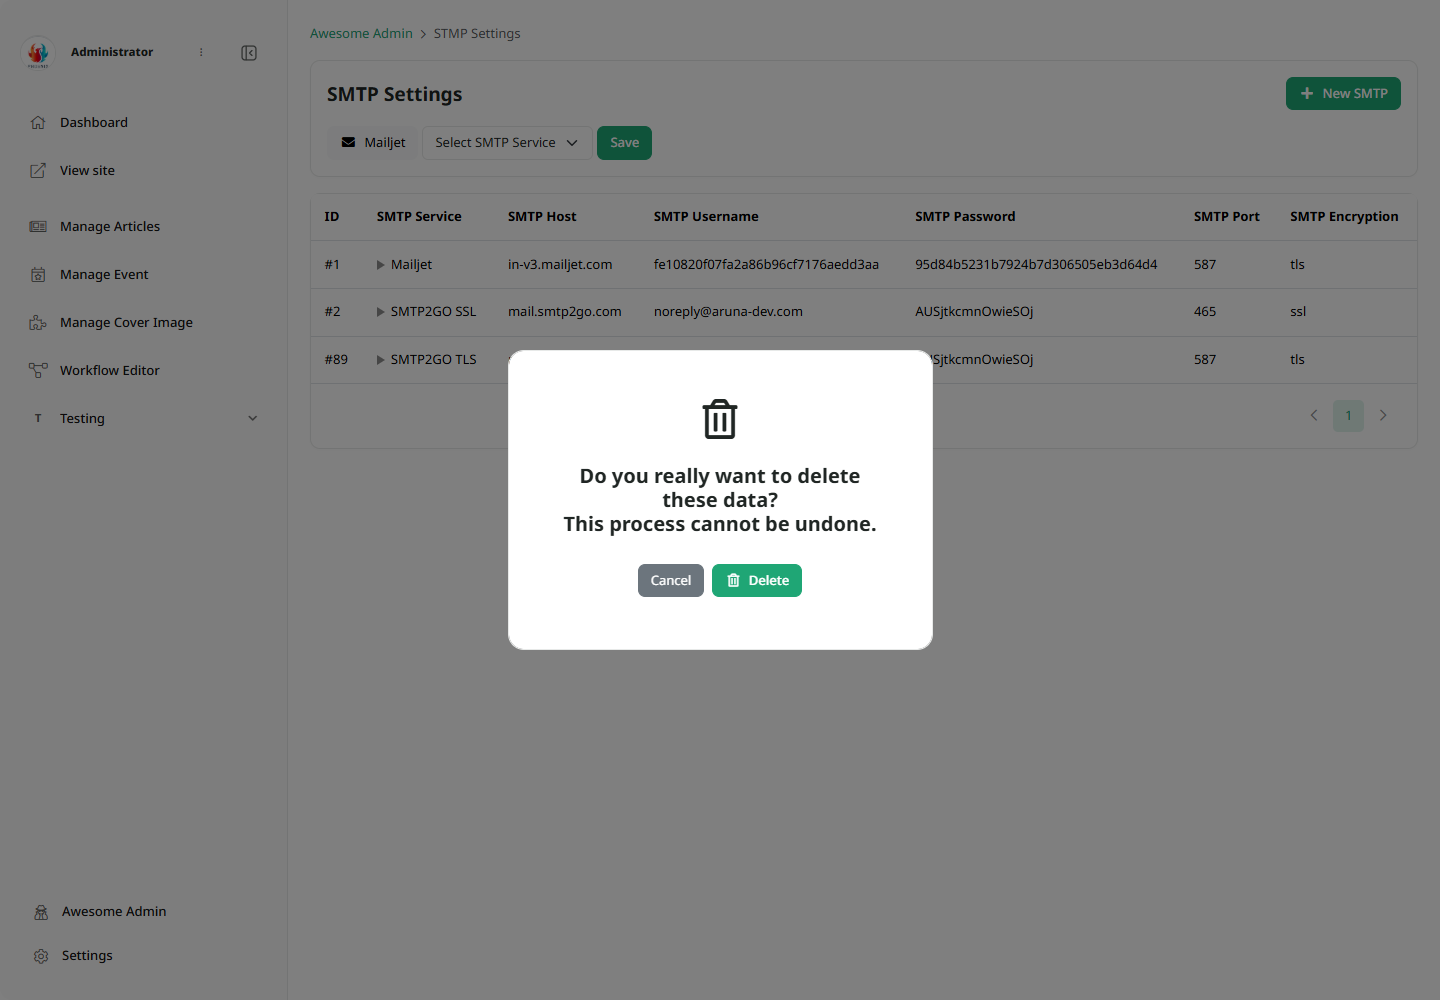 Administrator
Dashboard
View site
Manage Articles
Manage Event
Manage Cover Image
Workflow Editor
T Testing
Awesome Admin
Settings
Awesome Admin > STMP Settings
SMTP Settings
New SMTP
Mailjet
Select SMTP Service
Save
ID SMTP Service SMTP Host SMTP Username SMTP Password SMTP Port SMTP Encryption
#1 Mailjet in-v3.mailjet.com fe10820f07fa2a86b96cf7176aedd3aa 95d84b5231b7924b7d306505eb3d64d4 587 tls
#2 SMTP2GO SSL mail.smtp2go.com noreply@aruna-dev.com AUSjtkcmnOwieSOj 465 ssl
#89 SMTP2GO TLS 587 tls
1
Do you really want to delete
these data?
This process cannot be undone.
Cancel
Delete